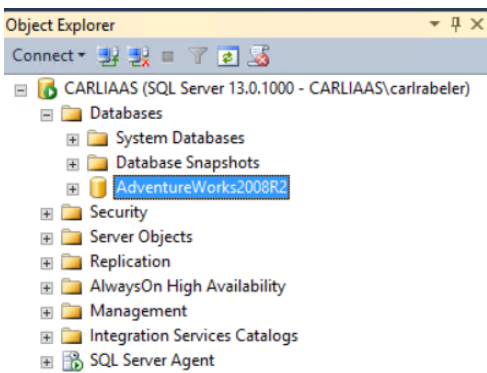 Object Explorer
Connect
CARLIAAS (SQL Server 13.0.1000 - CARLIAAS\carlrabeler)
Databases
System Databases
Database Snapshots
AdventureWorks2008R2
Security
Server Objects
Replication
AlwaysOn High Availability
Management
Integration Services Catalogs
SQL Server Agent